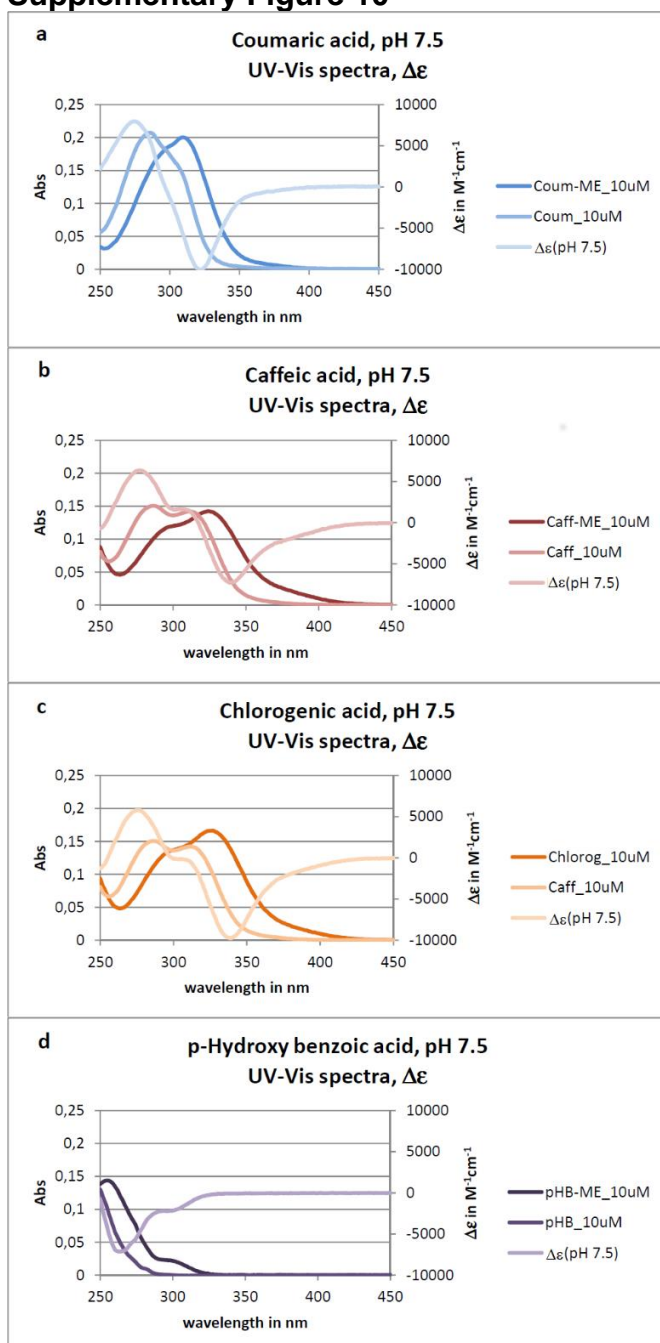 Supplementary Figure 10
a
Coumaric acid, pH 7.5
UV-Vis spectra, Δε
0,25
0,2
0,15
0,1
0,05
0
Abs
10000
5000
0
-5000
-10000
Δε in M⁻¹cm⁻¹
250 300 350 400 450
wavelength in nm
Coum-ME_10uM
Coum_10uM
Δε(pH 7.5)
b
Caffeic acid, pH 7.5
UV-Vis spectra, Δε
0,25
0,2
0,15
0,1
0,05
0
Abs
10000
5000
0
-5000
-10000
Δε in M⁻¹cm⁻¹
250 300 350 400 450
wavelength in nm
Caff-ME_10uM
Caff_10uM
Δε(pH 7.5)
c
Chlorogenic acid, pH 7.5
UV-Vis spectra, Δε
0,25
0,2
0,15
0,1
0,05
0
Abs
10000
5000
0
-5000
-10000
Δε in M⁻¹cm⁻¹
250 300 350 400 450
wavelength in nm
Chlorog_10uM
Caff_10uM
Δε(pH 7.5)
d
p-Hydroxy benzoic acid, pH 7.5
UV-Vis spectra, Δε
0,25
0,2
0,15
0,1
0,05
0
Abs
10000
5000
0
-5000
-10000
Δε in M⁻¹cm⁻¹
250 300 350 400 450
wavelength in nm
pHB-ME_10uM
pHB_10uM
Δε(pH 7.5)